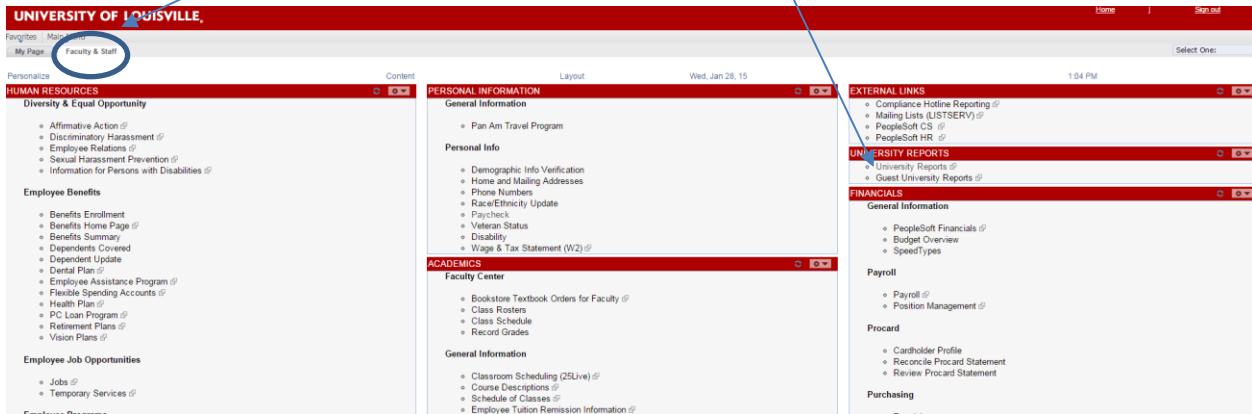 UNIVERSITY OF LOUISVILLE.
Home | Sign out
Favorites Main Menu
My Page Faculty & Staff
Select One:
Personalize Content Layout Wed, Jan 28, 15 1:04 PM
HUMAN RESOURCES
Diversity & Equal Opportunity
Affirmative Action
Discriminatory Harassment
Employee Relations
Sexual Harassment Prevention
Information for Persons with Disabilities
Employee Benefits
Benefits Enrollment
Benefits Home Page
Benefits Summary
Dependents Covered
Dependent Update
Dental Plan
Employee Assistance Program
Flexible Spending Accounts
Health Plan
PC Loan Program
Retirement Plans
Vision Plans
Employee Job Opportunities
Jobs
Temporary Services
Employee Programs
PERSONAL INFORMATION
General Information
Pan Am Travel Program
Personal Info
Demographic Info Verification
Home and Mailing Addresses
Phone Numbers
Race/Ethnicity Update
Paycheck
Veteran Status
Disability
Wage & Tax Statement (W2)
ACADEMICS
Faculty Center
Bookstore Textbook Orders for Faculty
Class Rosters
Class Schedule
Record Grades
General Information
Classroom Scheduling (25Live)
Course Descriptions
Schedule of Classes
Employee Tuition Remission Information
EXTERNAL LINKS
Compliance Hotline Reporting
Mailing Lists (LISTSERV)
PeopleSoft CS
PeopleSoft HR
UNIVERSITY REPORTS
University Reports
Guest University Reports
FINANCIALS
General Information
PeopleSoft Financials
Budget Overview
SpeedTypes
Payroll
Payroll
Position Management
Procard
Cardholder Profile
Reconcile Procard Statement
Review Procard Statement
Purchasing